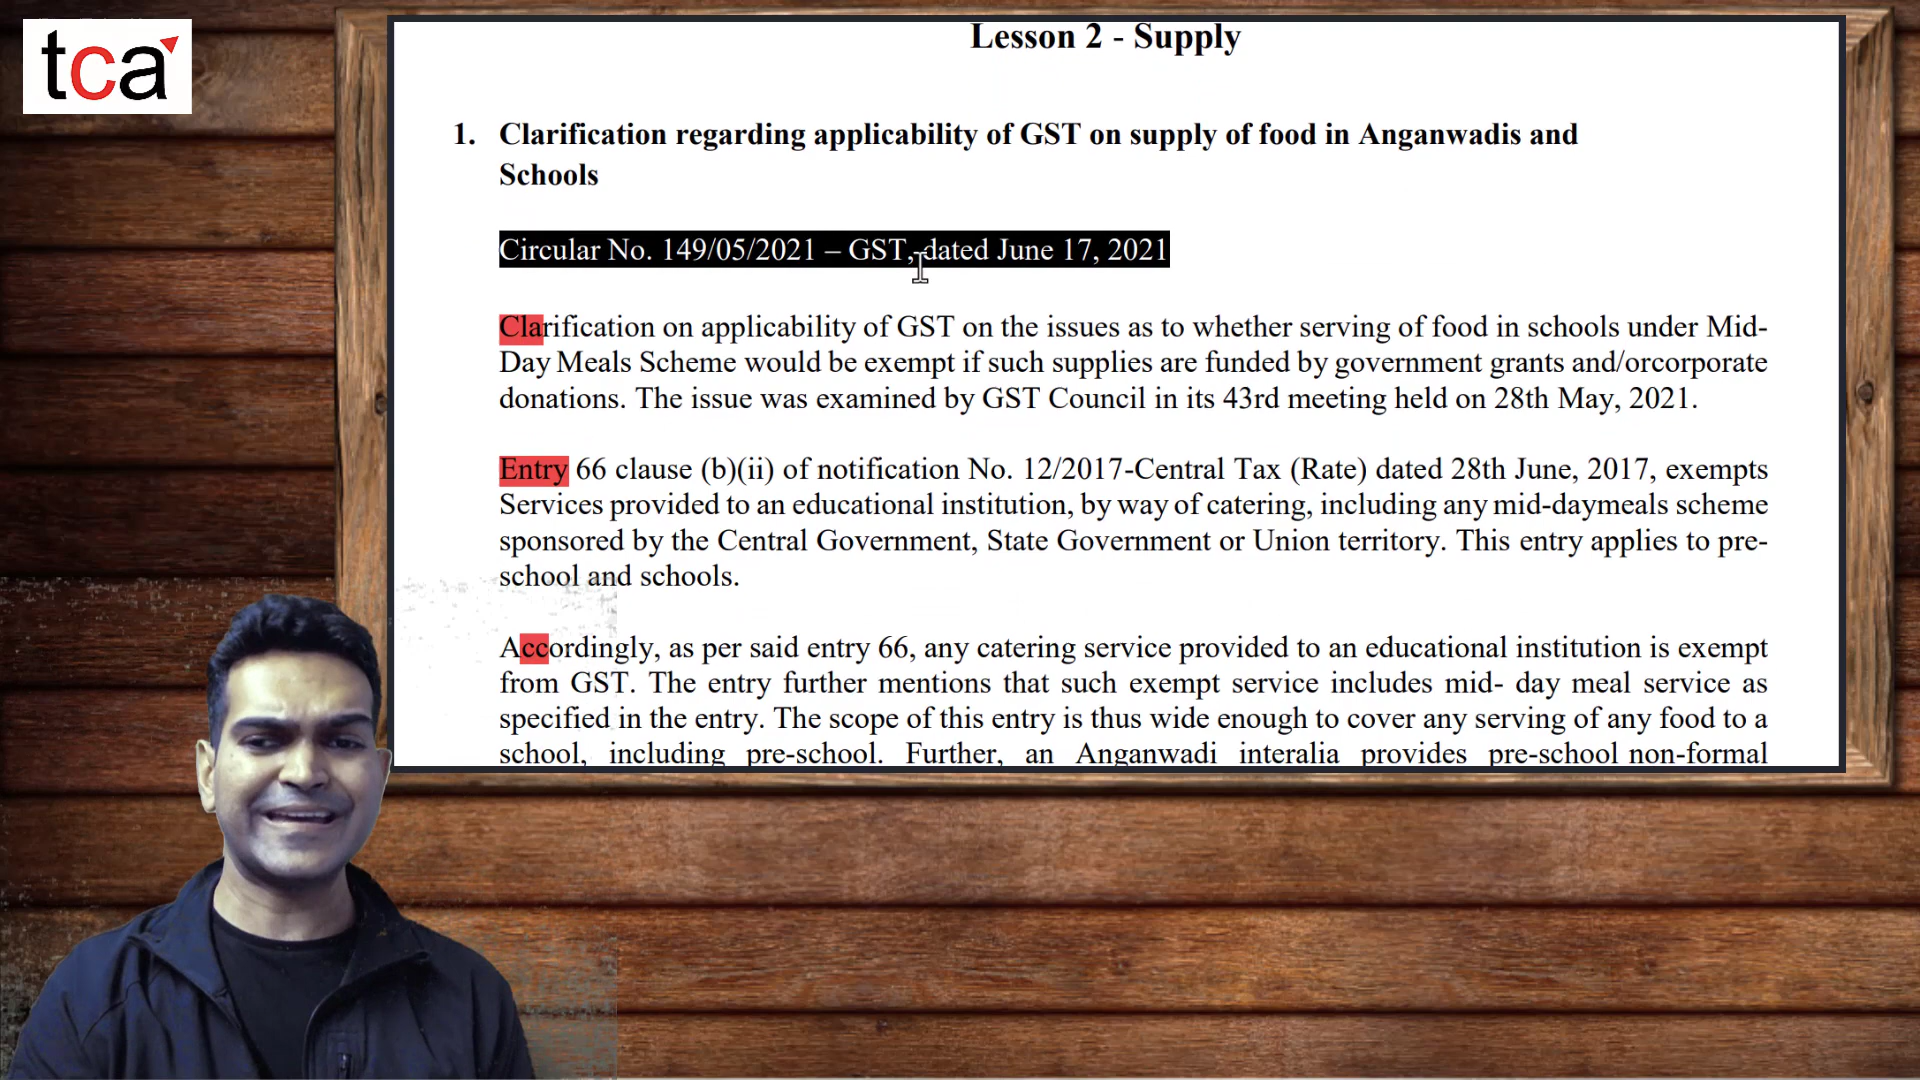 tca
Lesson 2 - Supply
1. Clarification regarding applicability of GST on supply of food in Anganwadis and
Schools
Circular No. 149/05/2021 – GST, dated June 17, 2021
Clarification on applicability of GST on the issues as to whether serving of food in schools under Mid-
Day Meals Scheme would be exempt if such supplies are funded by government grants and/orcorporate
donations. The issue was examined by GST Council in its 43rd meeting held on 28th May, 2021.
Entry 66 clause (b)(ii) of notification No. 12/2017-Central Tax (Rate) dated 28th June, 2017, exempts
Services provided to an educational institution, by way of catering, including any mid-daymeals scheme
sponsored by the Central Government, State Government or Union territory. This entry applies to pre-
school and schools.
Accordingly, as per said entry 66, any catering service provided to an educational institution is exempt
from GST. The entry further mentions that such exempt service includes mid- day meal service as
specified in the entry. The scope of this entry is thus wide enough to cover any serving of any food to a
school, including pre-school. Further, an Anganwadi interalia provides pre-school non-formal